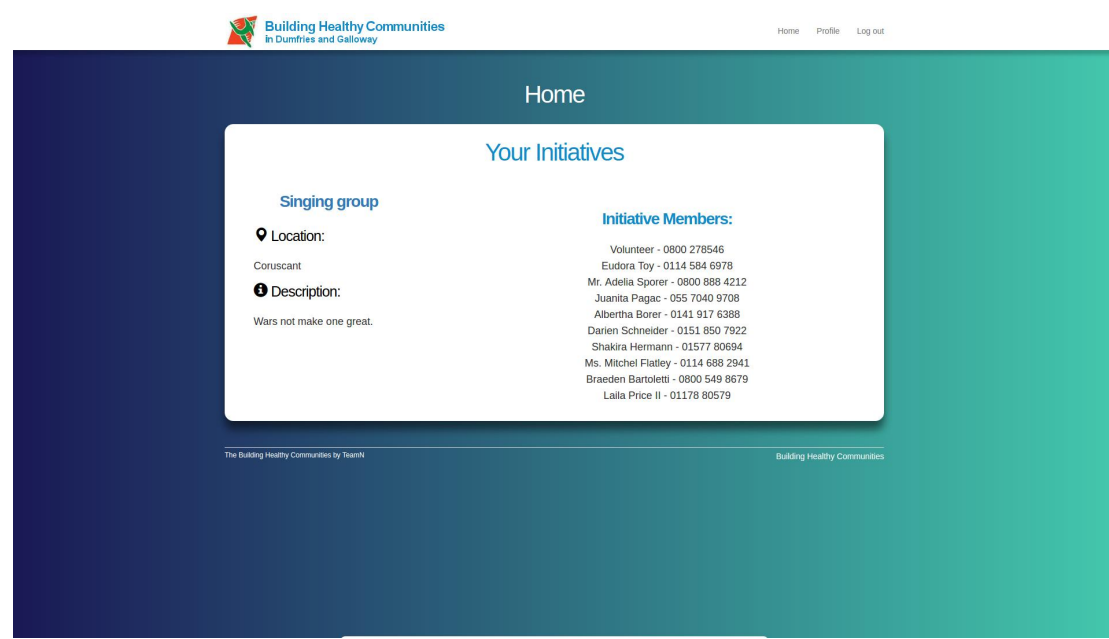 Building Healthy Communities
in Dumfries and Galloway
Home Profile Log out
Home
Your Initiatives
Singing group
Location:
Coruscant
Description:
Wars not make one great.
Initiative Members:
Volunteer - 0800 278546
Eudora Toy - 0114 584 6978
Mr. Adelia Sporer - 0800 888 4212
Juanita Pagac - 055 7040 9708
Albertha Borer - 0141 917 6388
Darien Schneider - 0151 850 7922
Shakira Hermann - 01577 80694
Ms. Mitchel Flatley - 0114 688 2941
Braeden Bartoletti - 0800 549 8679
Laila Price II - 01178 80579
The Building Healthy Communities by TeamN
Building Healthy Communities